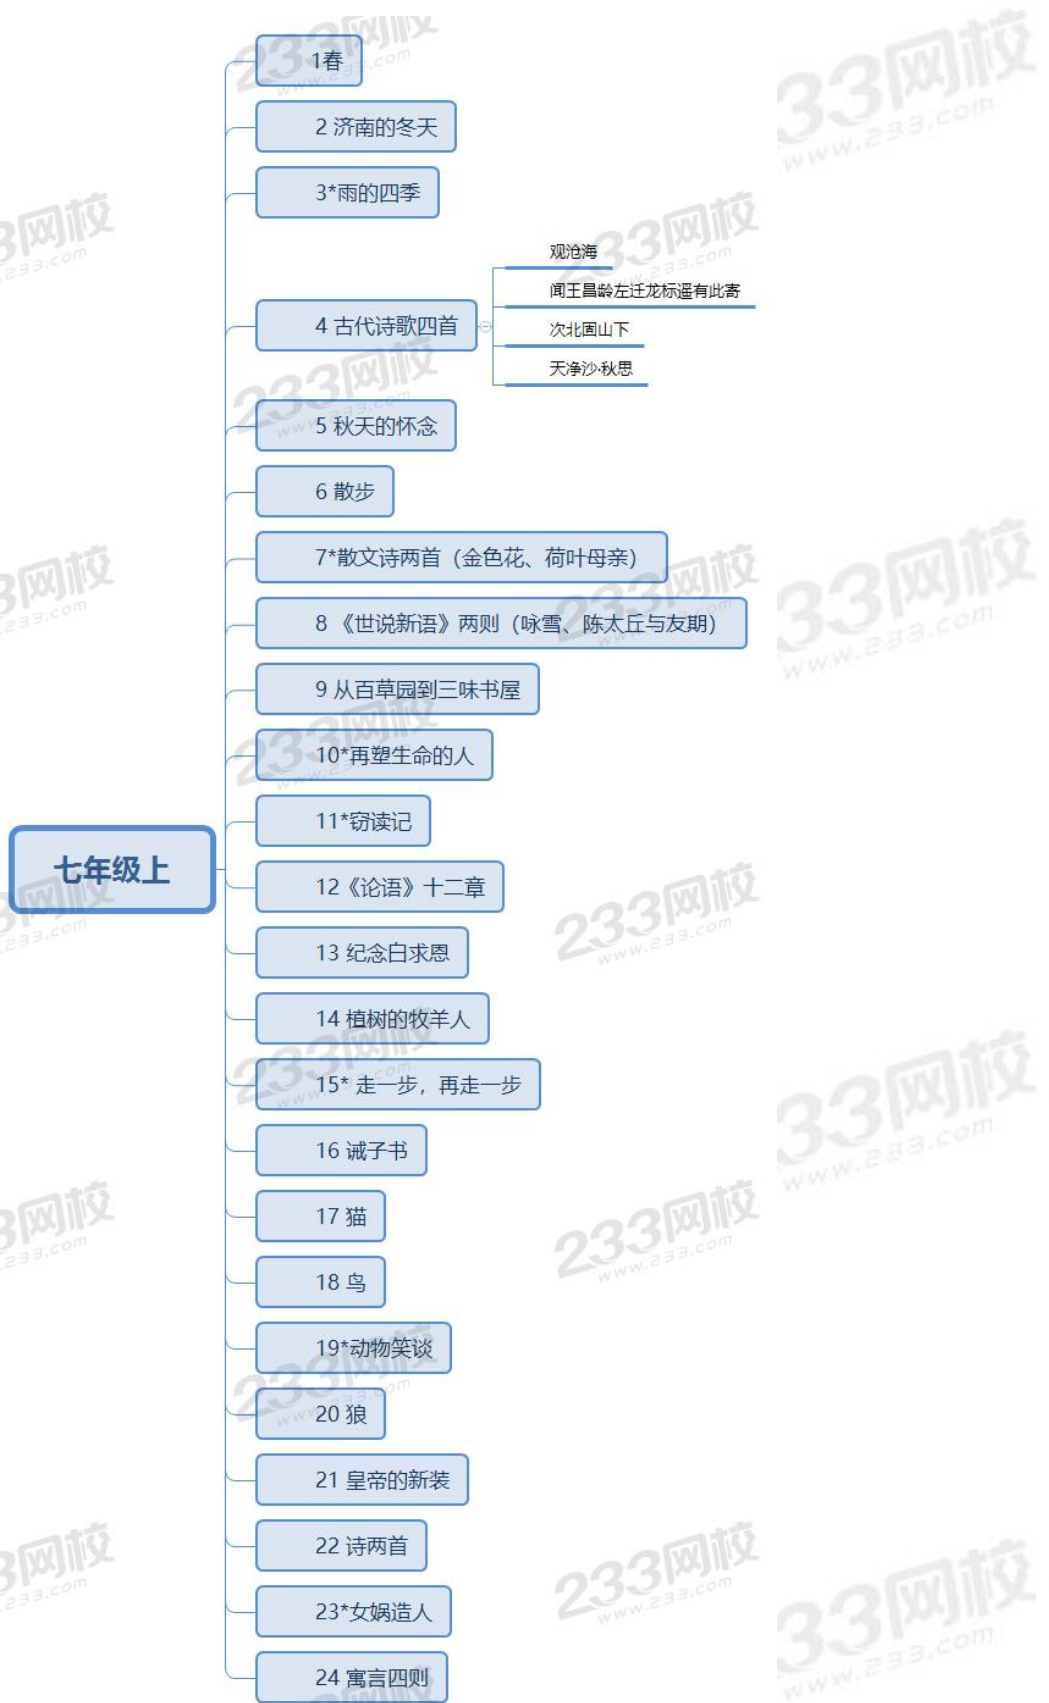 1春
2 济南的冬天
3*雨的四季
观沧海
闻王昌龄左迁龙标遥有此寄
4 古代诗歌四首
次北固山下
天净沙·秋思
5 秋天的怀念
6 散步
7*散文诗两首（金色花、荷叶母亲）
8 《世说新语》两则（咏雪、陈太丘与友期）
9 从百草园到三味书屋
10*再塑生命的人
11*窃读记
七年级上
12《论语》十二章
13 纪念白求恩
14 植树的牧羊人
15* 走一步，再走一步
16 诫子书
17 猫
18 鸟
19*动物笑谈
20 狼
21 皇帝的新装
22 诗两首
23*女娲造人
24 寓言四则
233网校
www.233.com